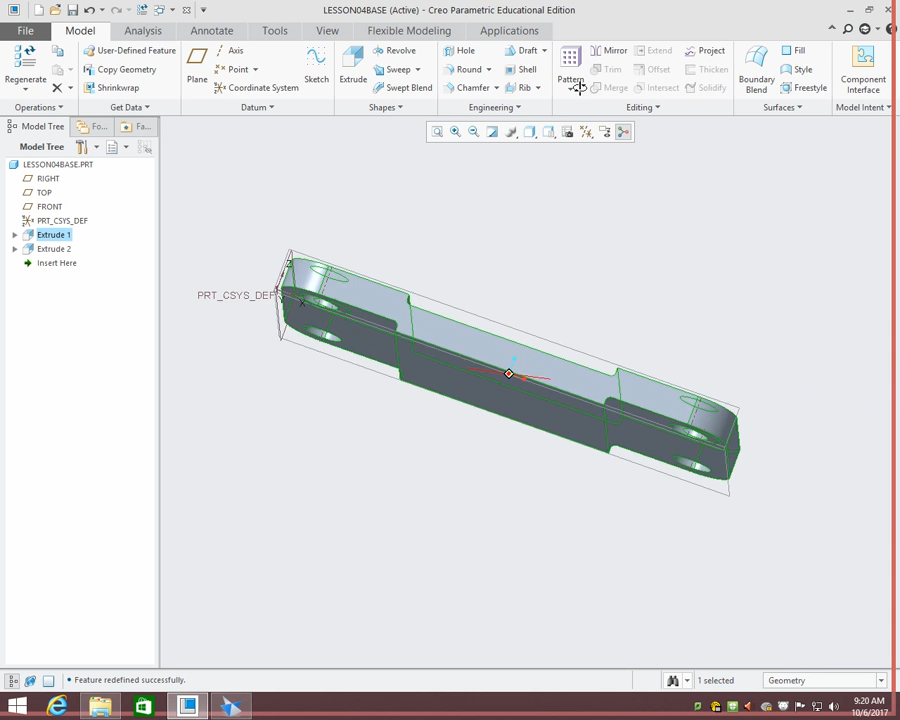 LESSON04BASE (Active) - Creo Parametric Educational Edition
File Model Analysis Annotate Tools View Flexible Modeling Applications
User-Defined Feature Axis Revolve Hole Draft Mirror Extend Project Fill
Copy Geometry Point Sweep Round Shell Trim Offset Thicken Style
Regenerate Plane Sketch Extrude Pattern Boundary Blend Component Interface
Shrinkwrap Coordinate System Swept Blend Chamfer Rib Merge Intersect Solidify Freestyle
Operations Get Data Datum Shapes Engineering Editing Surfaces Model Intent
Model Tree Fo... Fa...
Model Tree
LESSON04BASE.PRT
RIGHT
TOP
FRONT
PRT_CSYS_DEF
Extrude 1
Extrude 2
Insert Here
PRT_CSYS_DEF
X
Feature redefined successfully.
1 selected
Geometry
9:20 AM
10/6/2017